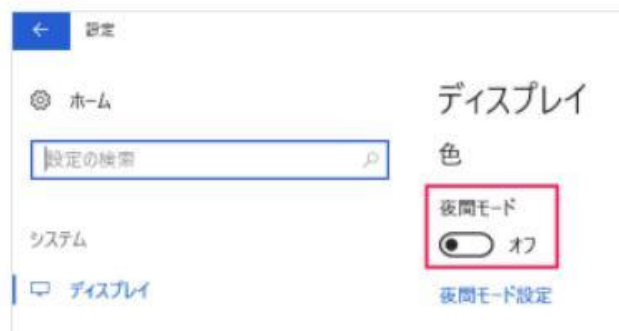 設定
ホーム
設定の検索
システム
ディスプレイ
ディスプレイ
色
夜間モード
オフ
夜間モード設定